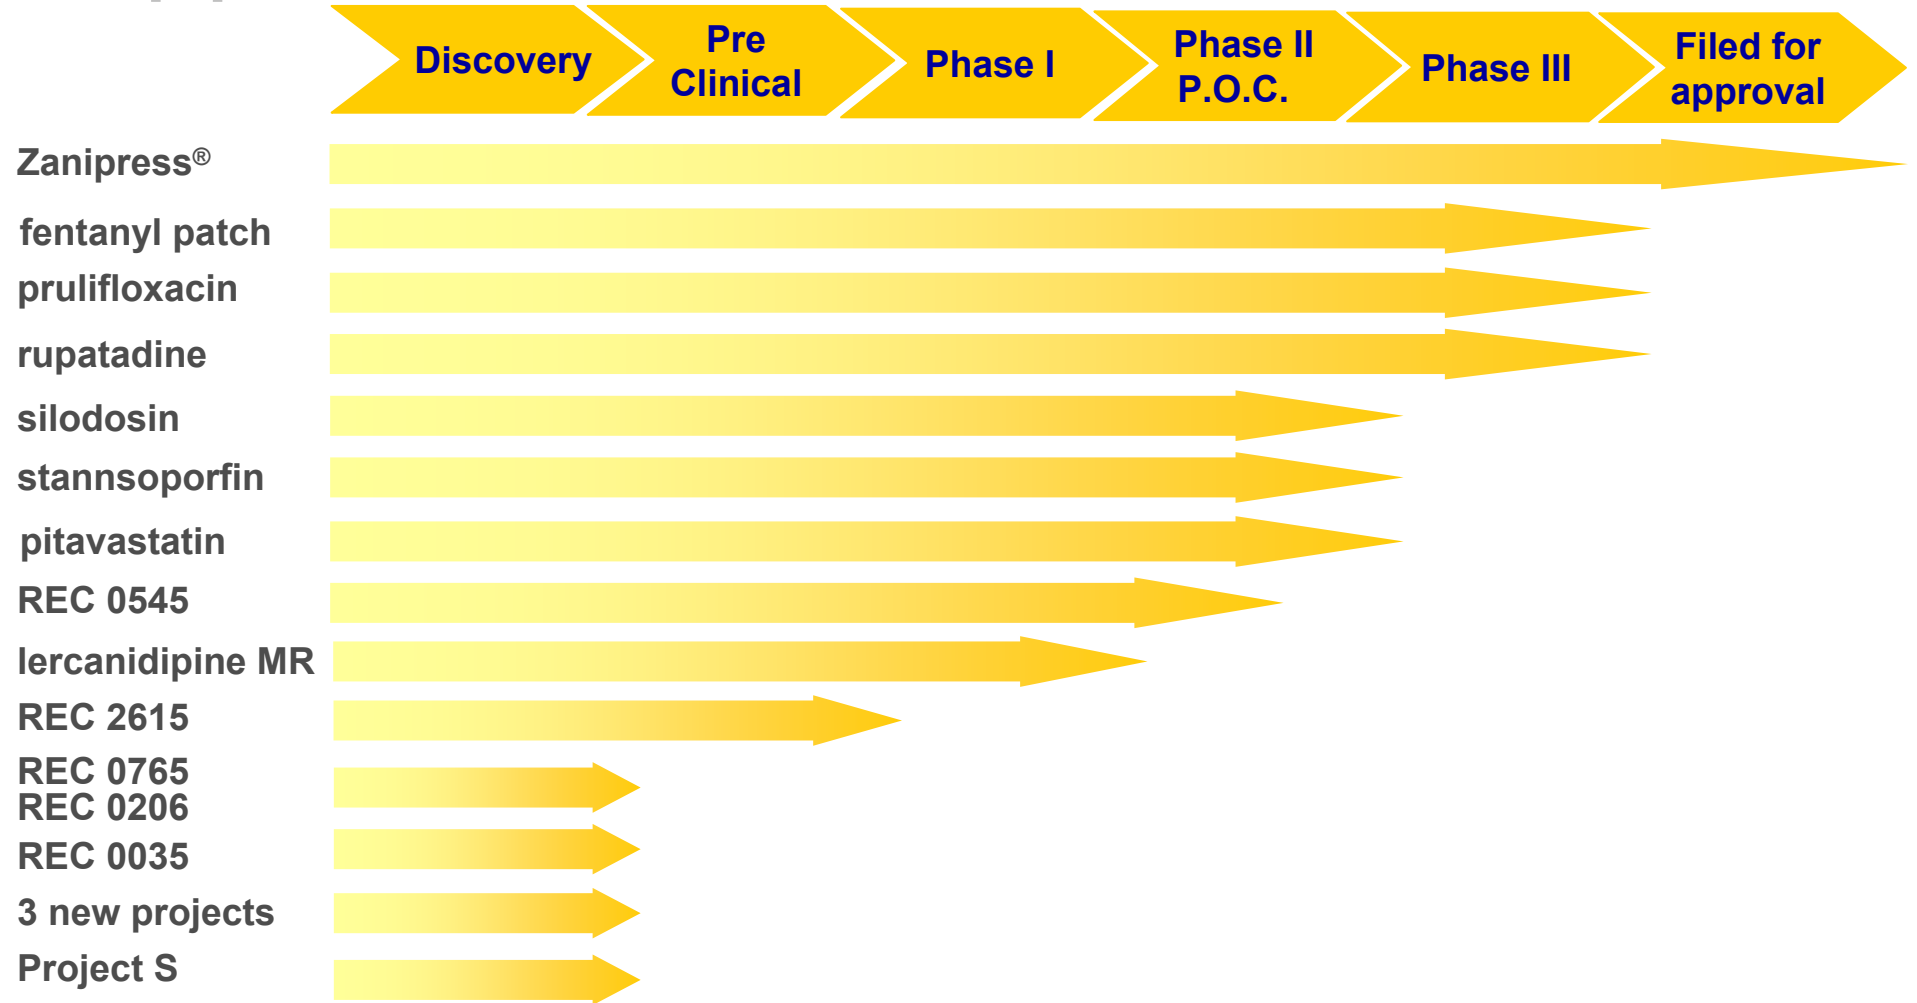 Discovery
Pre
Clinical
Phase I
Phase II
P.O.C.
Phase III
Filed for
approval
Zanipress®
fentanyl patch
prulifloxacin
rupatadine
silodosin
stannsoporfin
pitavastatin
REC 0545
lercanidipine MR
REC 2615
REC 0765
REC 0206
REC 0035
3 new projects
Project S